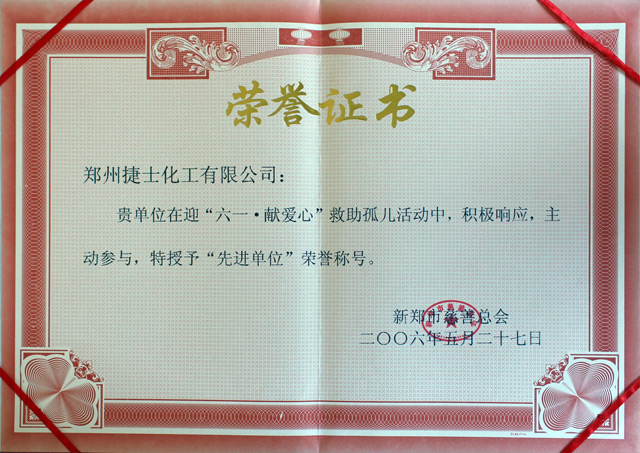 荣誉证书
郑州捷士化工有限公司：
贵单位在迎“六一·献爱心”救助孤儿活动中，积极响应，主
动参与，特授予“先进单位”荣誉称号。
新郑市慈善总会
二〇〇六年五月二十七日